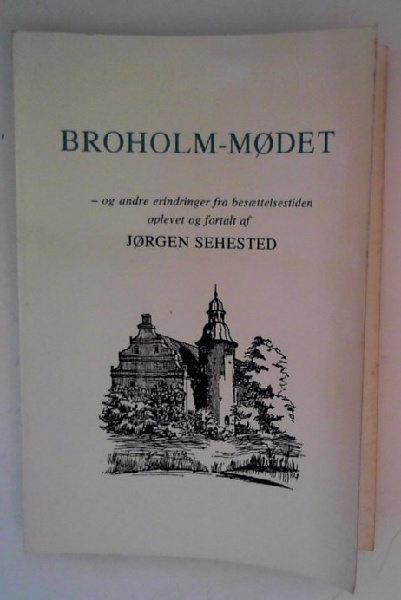 BROHOLM-MØDET
– og andre erindringer fra besættelsestiden
oplevet og fortalt af
JØRGEN SEHESTED